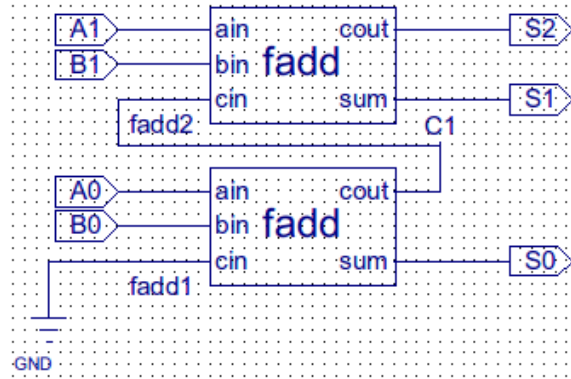 A1 ain cout S2
B1 bin fadd
cin sum S1
fadd2 C1
A0 ain cout
B0 bin fadd
cin sum S0
fadd1
GND